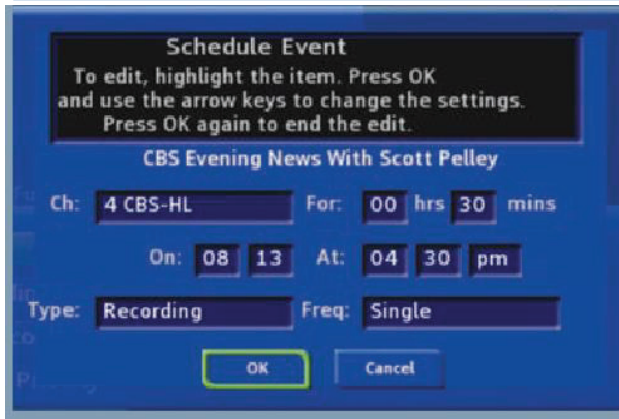 Schedule Event
To edit, highlight the item. Press OK
and use the arrow keys to change the settings.
Press OK again to end the edit.
CBS Evening News With Scott Pelley
Ch: 4 CBS-HL For: 00 hrs 30 mins
On: 08 13 At: 04 30 pm
Type: Recording Freq: Single
OK Cancel